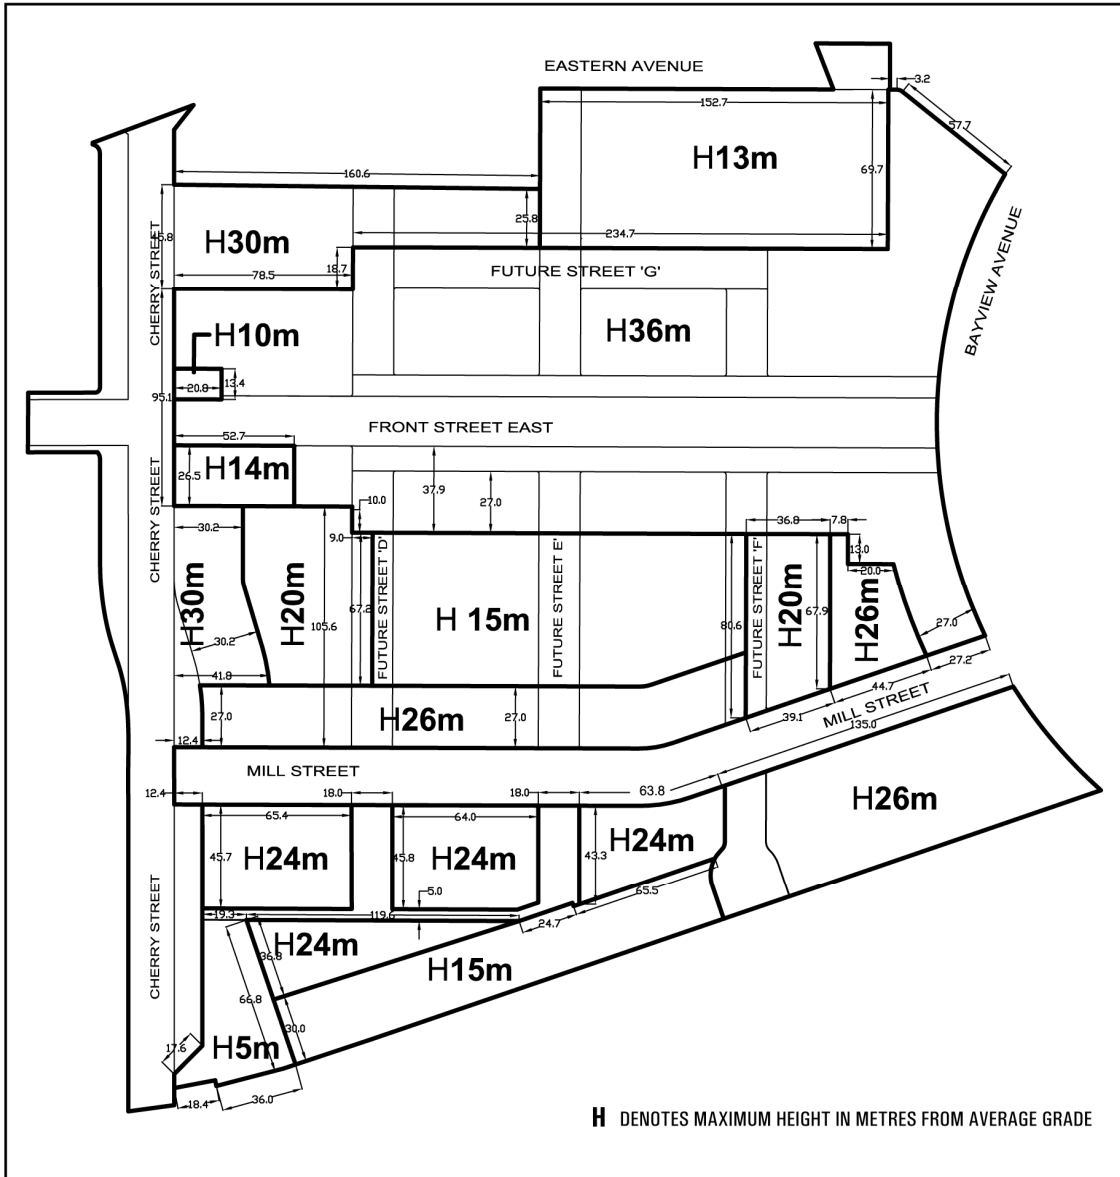 EASTERN AVENUE
3.2
152.7
57.7
H13m
69.7
160.6
BAYVIEW AVENUE
CHERRY STREET
45.8
H30m
25.8
234.7
18.7
78.5
FUTURE STREET 'G'
H10m
H36m
20.8
13.4
95.1
FRONT STREET EAST
52.7
H14m
26.5
37.9
27.0
10.0
CHERRY STREET
30.2
9.0
36.8
7.8
13.0
20.0
H30m
H20m
105.6
67.2
FUTURE STREET 'D'
H 15m
FUTURE STREET E'
80.6
FUTURE STREET 'F'
H20m
67.9
H26m
27.0
30.2
41.8
27.2
44.7
27.0
H26m
27.0
12.4
39.1
MILL STREET
135.0
MILL STREET
12.4
18.0
18.0
63.8
65.4
64.0
H26m
45.7
H24m
45.8
H24m
43.3
H24m
5.0
65.5
19.3
119.6
24.7
H24m
36.8
H15m
CHERRY STREET
66.8
30.0
17.6
H5m
18.4
36.0
H DENOTES MAXIMUM HEIGHT IN METRES FROM AVERAGE GRADE